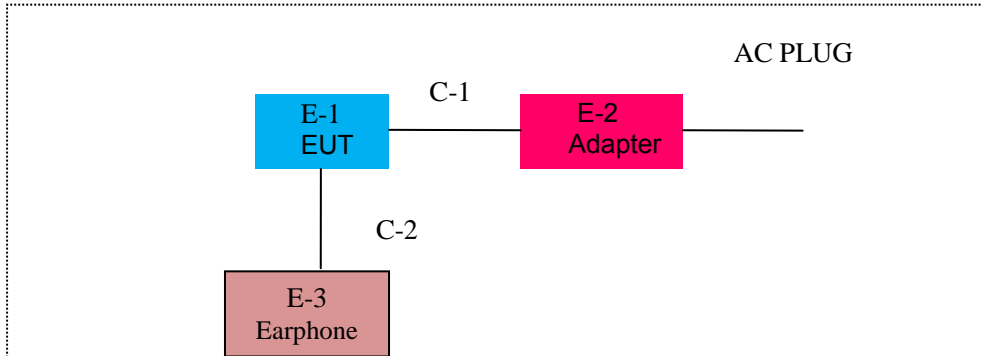 AC PLUG
C-1
E-1
EUT
E-2
Adapter
C-2
E-3
Earphone